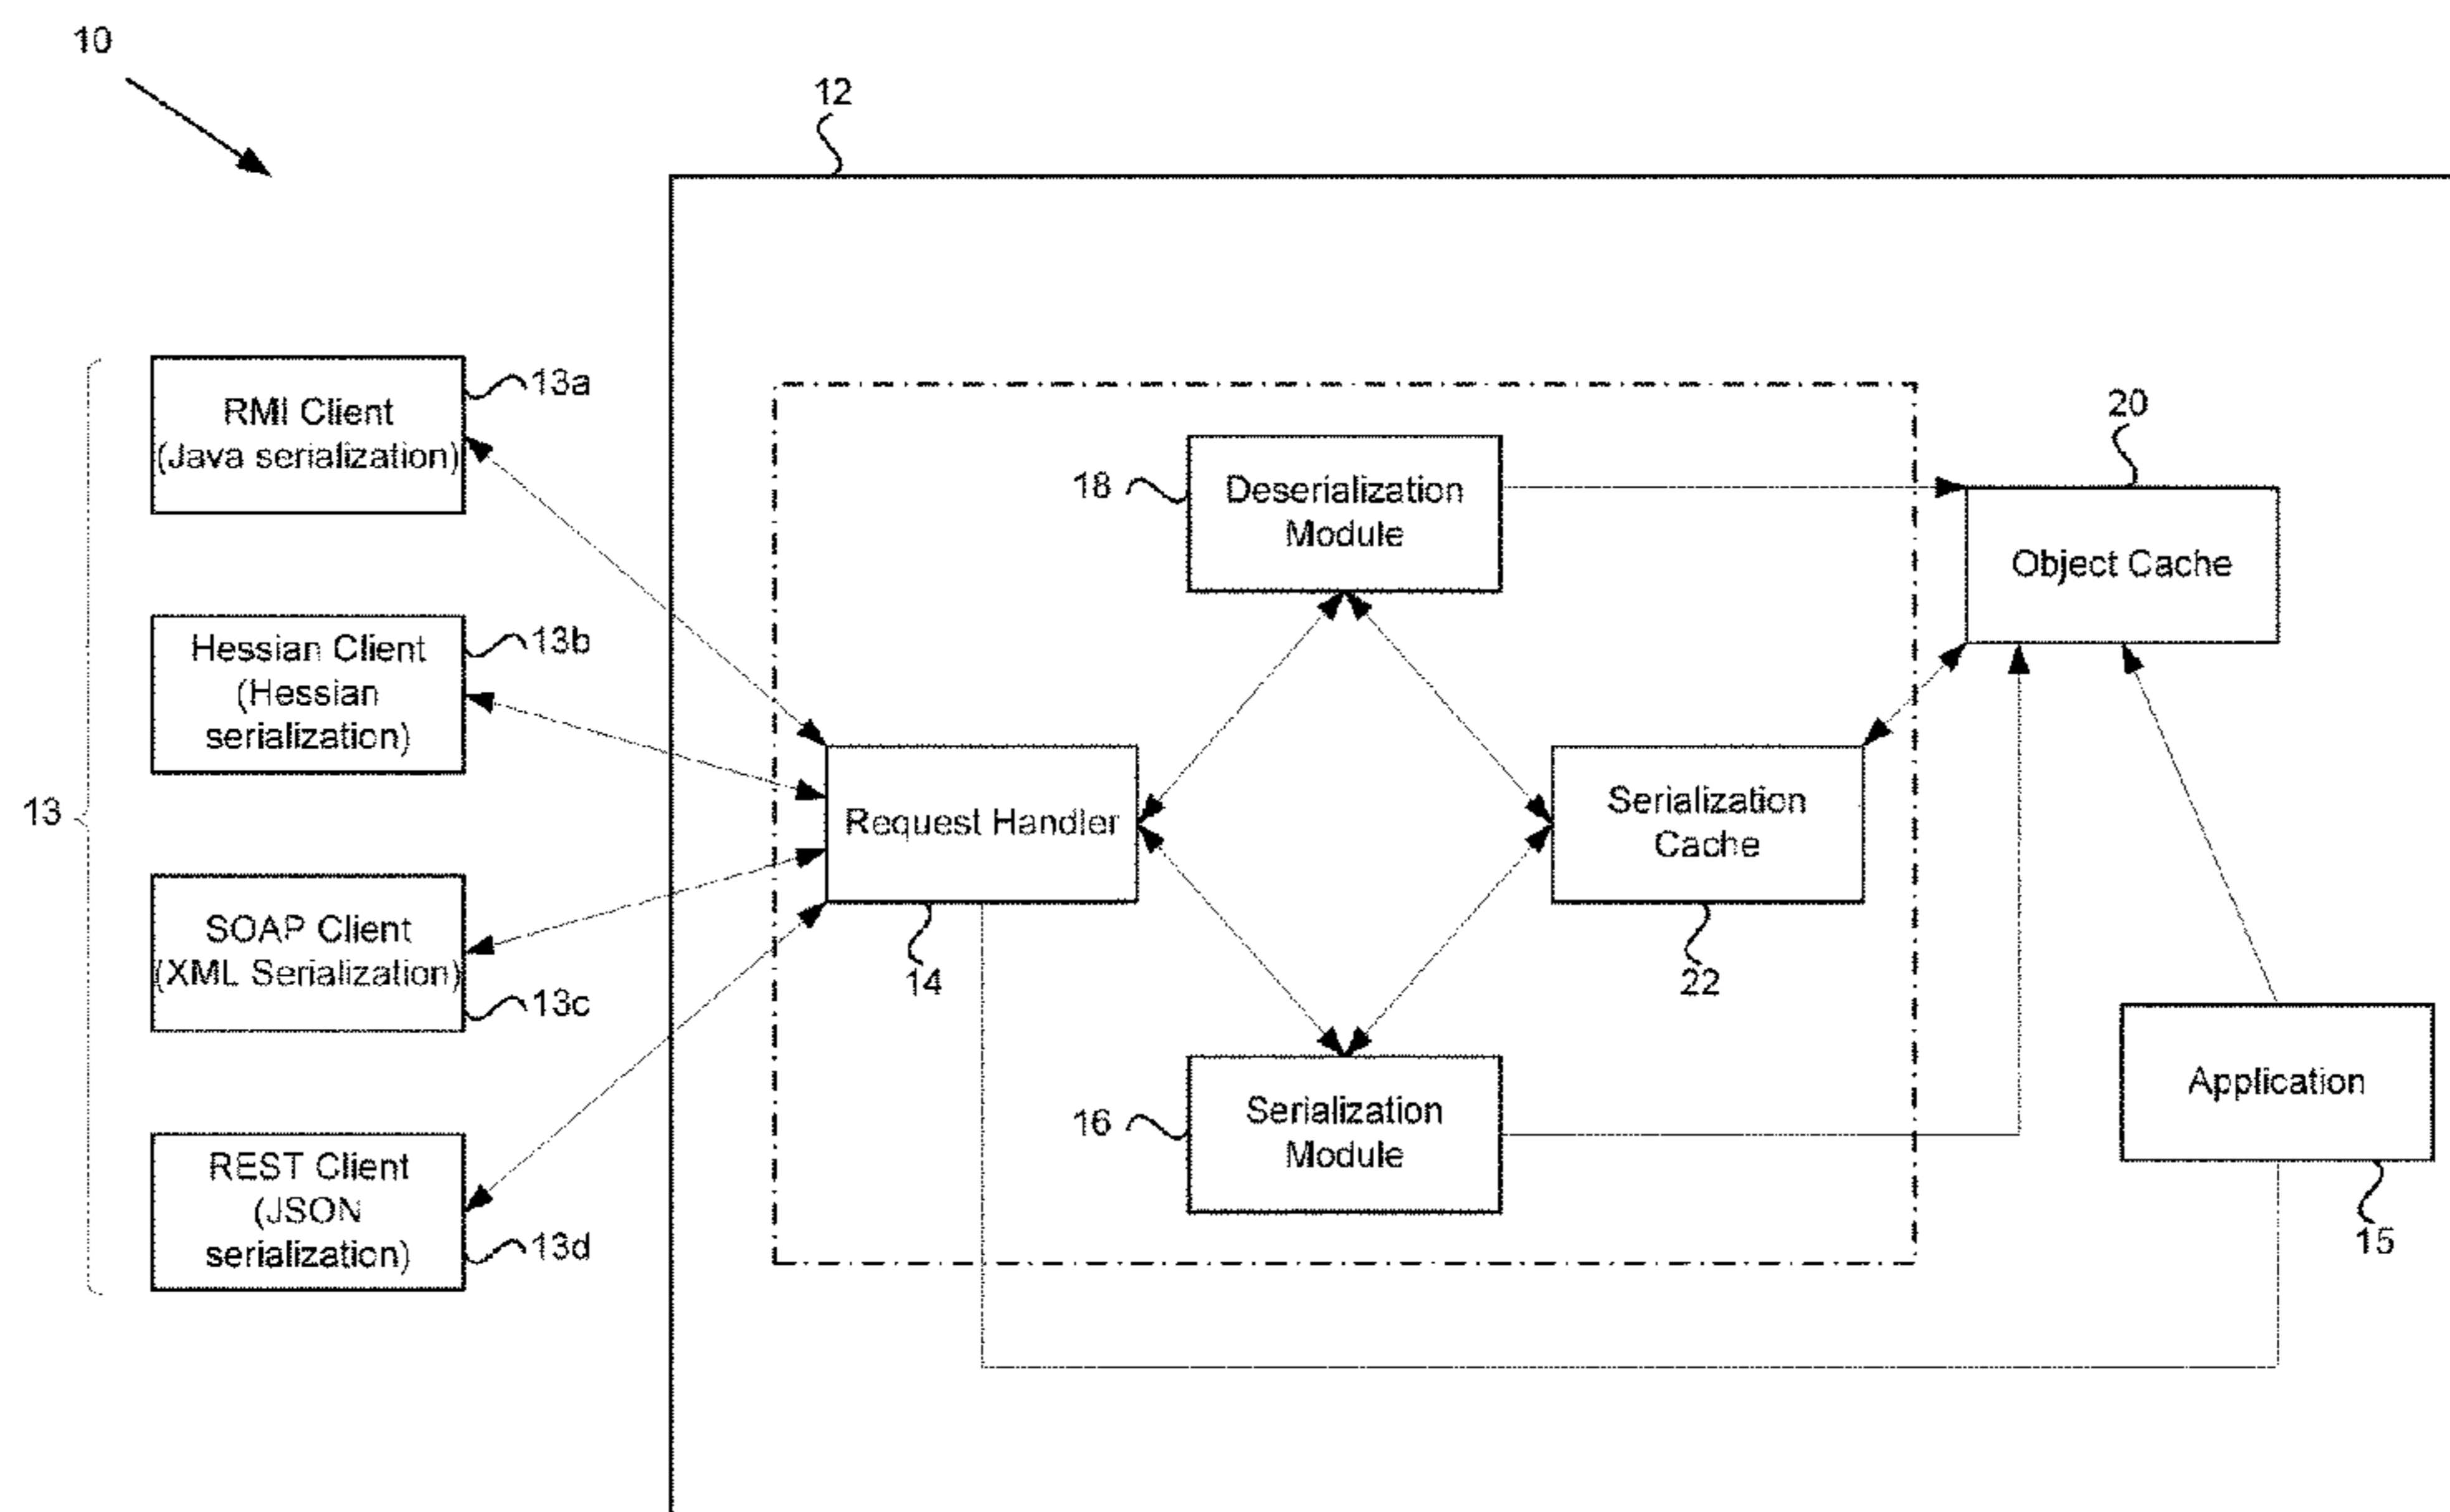 10
12
RMI Client
(Java serialization)
13a
Hessian Client
(Hessian
serialization)
13b
13
SOAP Client
(XML Serialization)
13c
REST Client
(JSON
serialization)
13d
18
Deserialization
Module
20
Object Cache
Request Handler
14
Serialization
Cache
22
16
Serialization
Module
Application
15